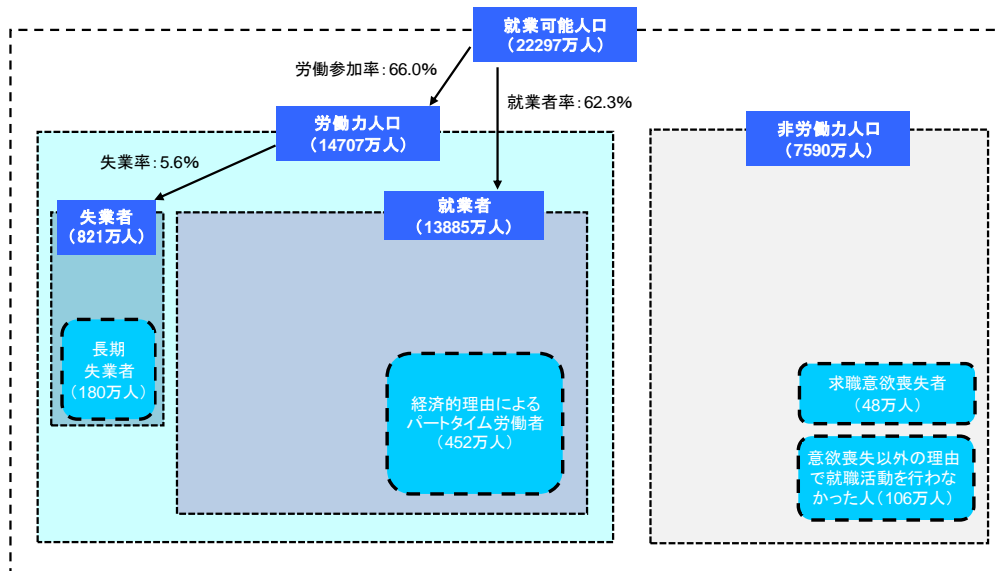 就業可能人口
（22297万人）
労働参加率：66.0%
就業者率：62.3%
労働力人口
（14707万人）
非労働力人口
（7590万人）
失業率：5.6%
失業者
（821万人）
就業者
（13885万人）
長期
失業者
（180万人）
経済的理由による
パートタイム労働者
（452万人）
求職意欲喪失者
（48万人）
意欲喪失以外の理由
で就職活動を行わな
かった人（106万人）